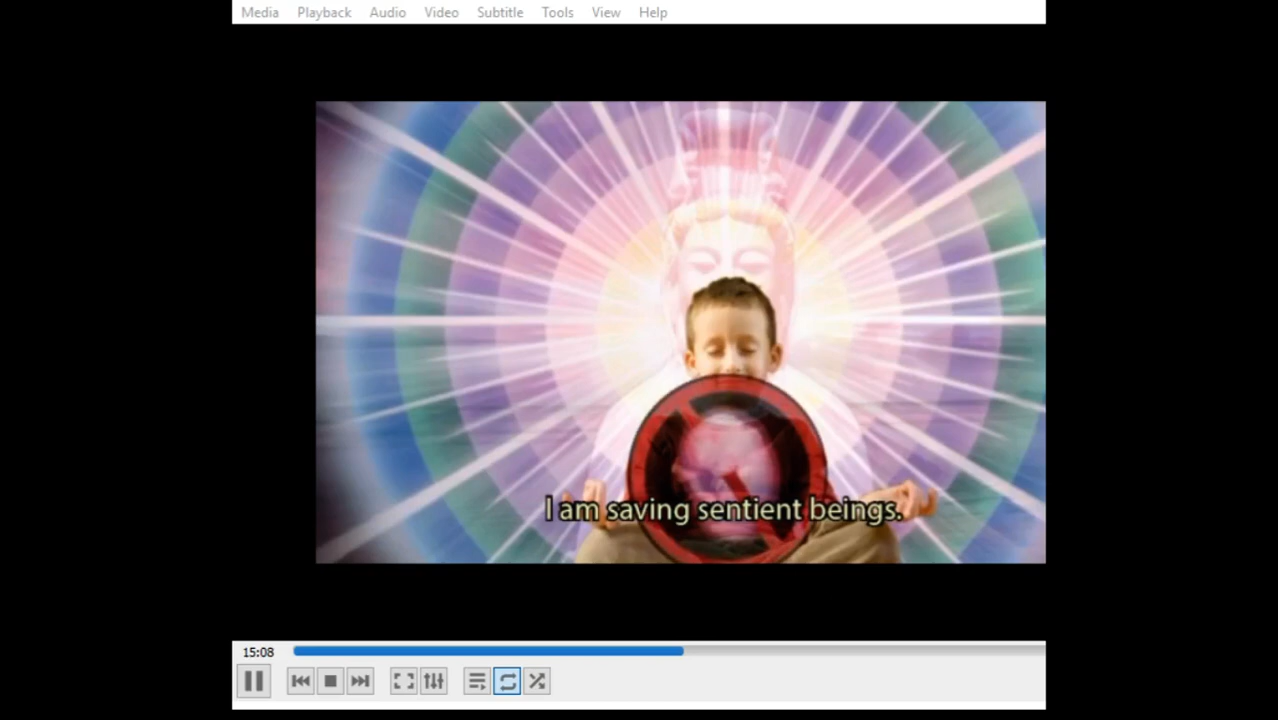 Media Playback Audio Video Subtitle Tools View Help
I am saving sentient beings.
15:08